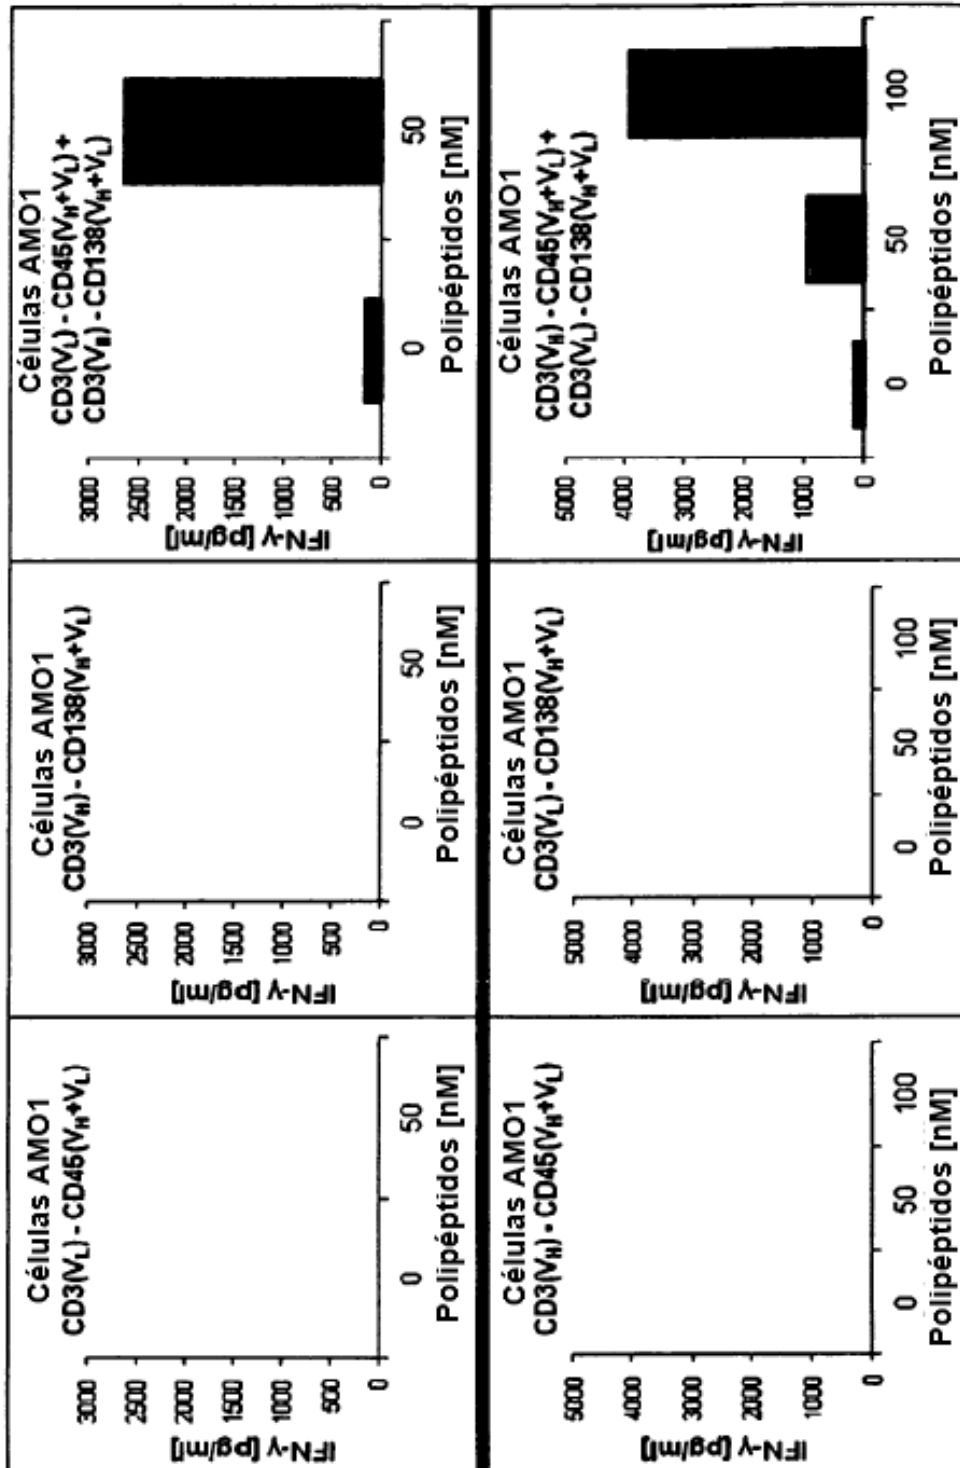 Células AMO1
CD3(VL) - CD45(VH+VL)
IFN-γ [pg/ml]
3000
2500
2000
1500
1000
500
0
0 50
Polipéptidos [nM]
Células AMO1
CD3(VH) - CD138(VH+VL)
IFN-γ [pg/ml]
3000
2500
2000
1500
1000
500
0
0 50
Polipéptidos [nM]
Células AMO1
CD3(VL) - CD45(VH+VL) +
CD3(VH) - CD138(VH+VL)
IFN-γ [pg/ml]
3000
2500
2000
1500
1000
500
0
0 50
Polipéptidos [nM]
Células AMO1
CD3(VH) - CD45(VH+VL)
IFN-γ [pg/ml]
5000
4000
3000
2000
1000
0
0 50 100
Polipéptidos [nM]
Células AMO1
CD3(VL) - CD138(VH+VL)
IFN-γ [pg/ml]
5000
4000
3000
2000
1000
0
0 50 100
Polipéptidos [nM]
Células AMO1
CD3(VH) - CD45(VH+VL) +
CD3(VL) - CD138(VH+VL)
IFN-γ [pg/ml]
5000
4000
3000
2000
1000
0
0 50 100
Polipéptidos [nM]